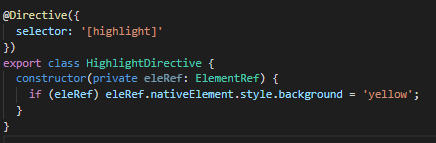 @Directive({
  selector: '[highlight]'
})
export class HighlightDirective {
  constructor(private eleRef: ElementRef) {
    if (eleRef) eleRef.nativeElement.style.background = 'yellow';
  }
}